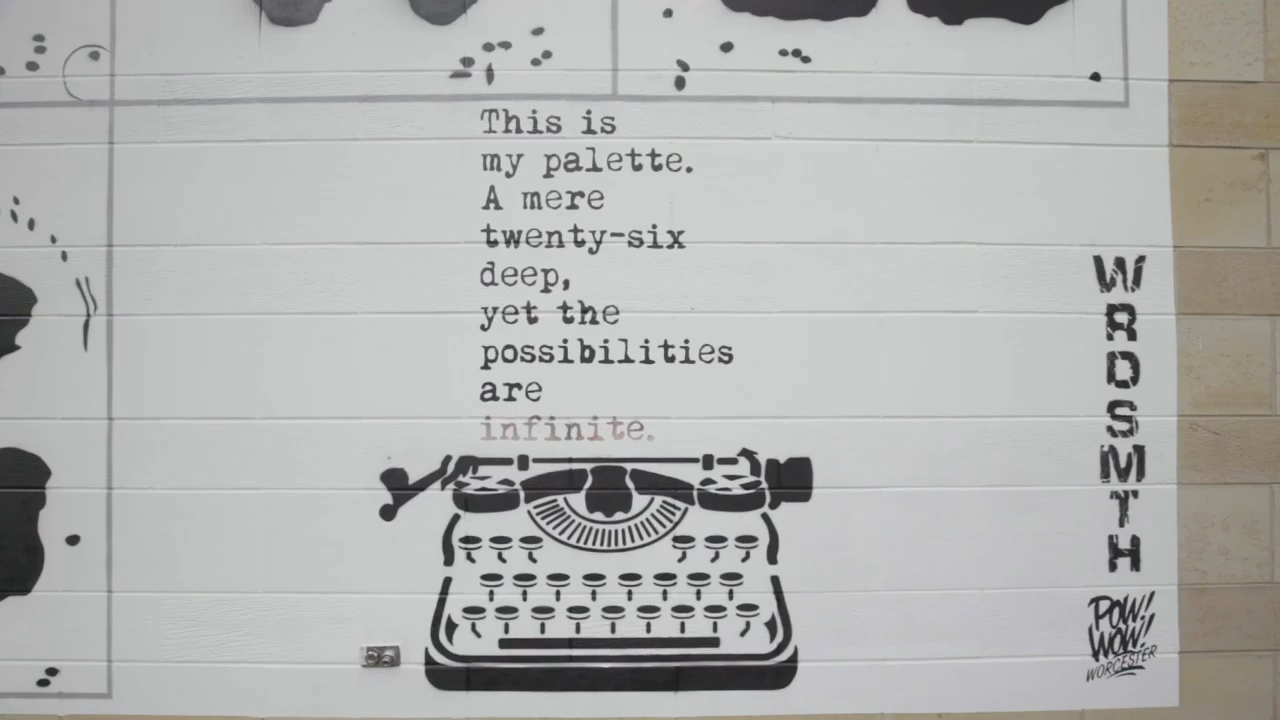 This is
my palette.
A mere
twenty-six
deep,
yet the
possibilities
are
infinite.
WRDSMTH
POW!
WOW!
WORCESTER